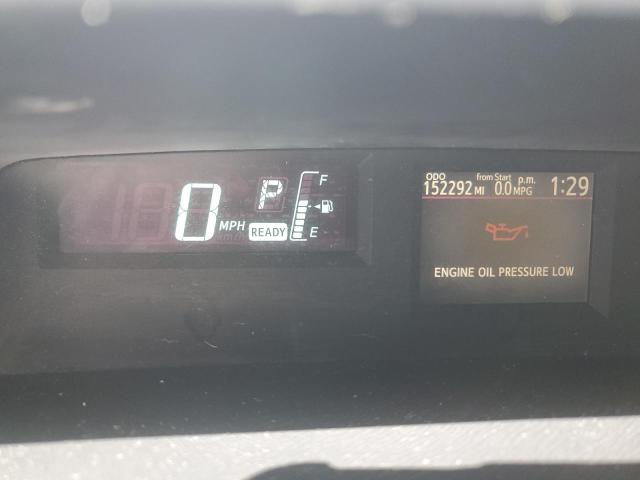 0 MPH
P
READY
F
E
ODO from Start p.m.
152292 MI 0.0 MPG 1:29
ENGINE OIL PRESSURE LOW